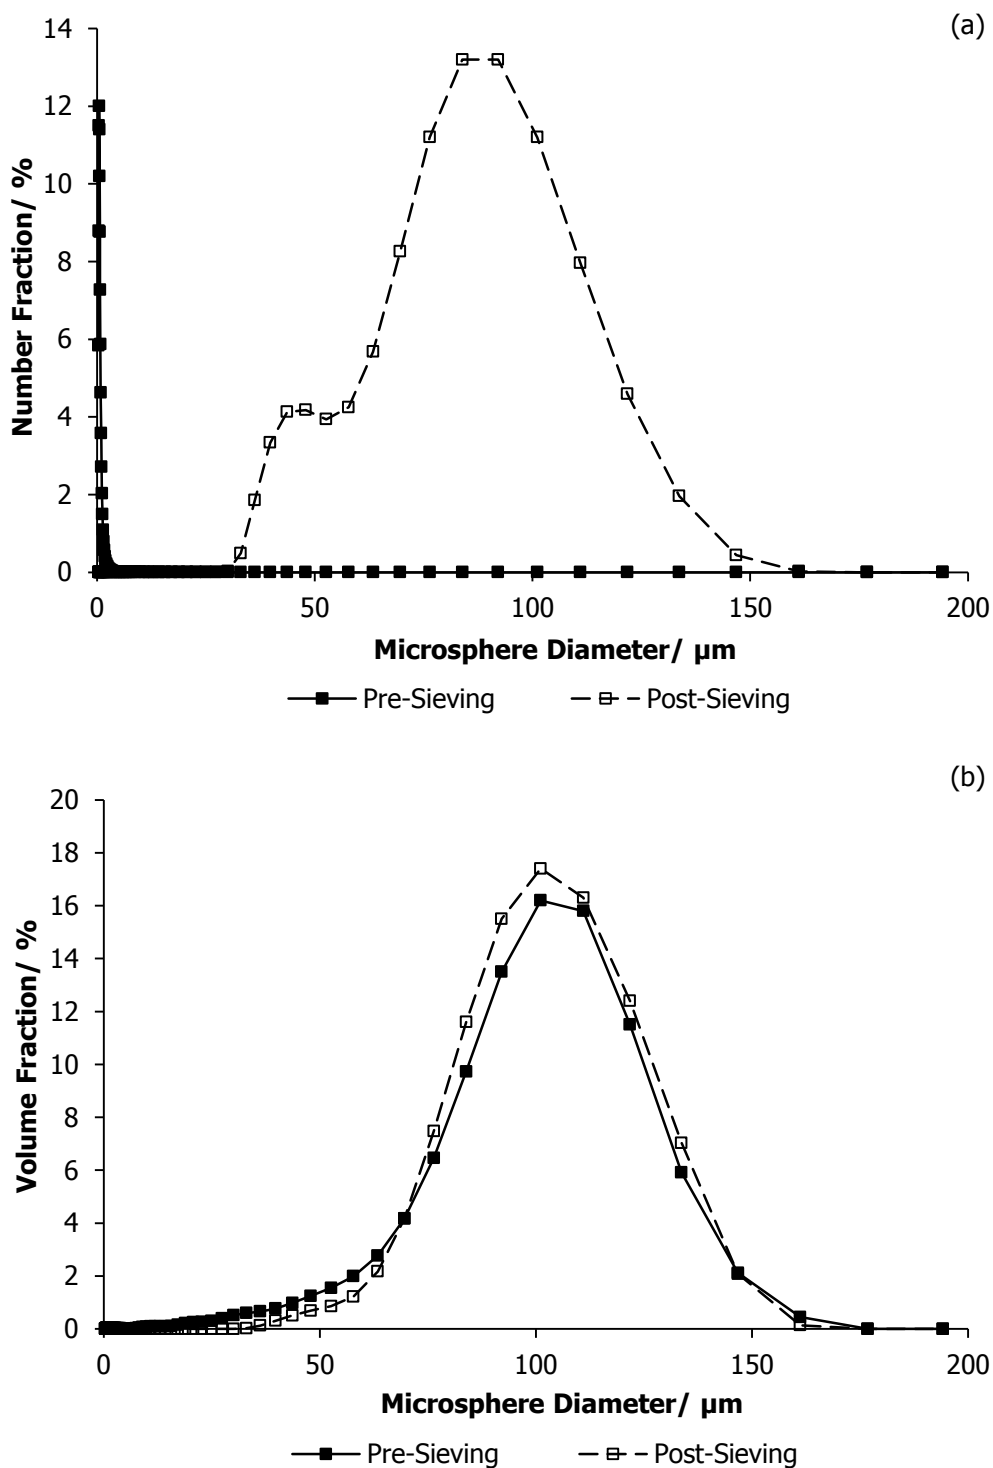 (a)
14
12
10
8
6
4
2
0
Number Fraction/ %
0 50 100 150 200
Microsphere Diameter/ μm
Pre-Sieving Post-Sieving
(b)
20
18
16
14
12
10
8
6
4
2
0
Volume Fraction/ %
0 50 100 150 200
Microsphere Diameter/ μm
Pre-Sieving Post-Sieving